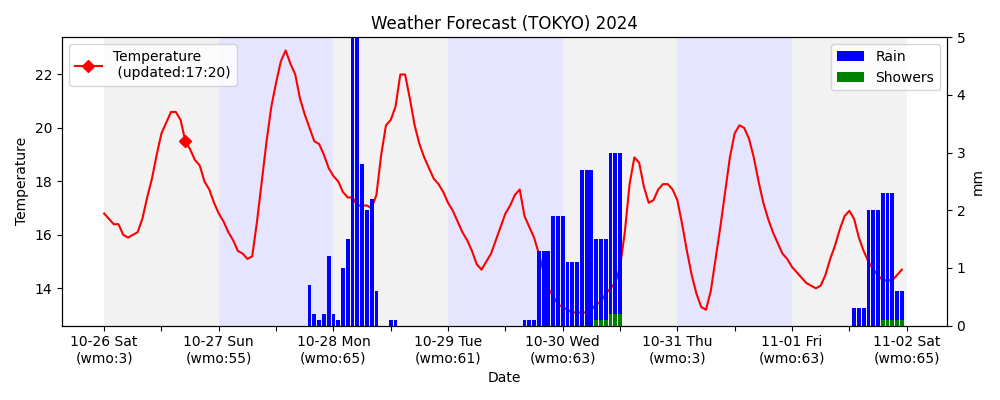 Weather Forecast (TOKYO) 2024
Temperature
(updated:17:20)
Rain
Showers
Temperature
22
20
18
16
14
5
4
3
2
1
0
mm
10-26 Sat
(wmo:3)
10-27 Sun
(wmo:55)
10-28 Mon
(wmo:65)
10-29 Tue
(wmo:61)
10-30 Wed
(wmo:63)
10-31 Thu
(wmo:3)
11-01 Fri
(wmo:63)
11-02 Sat
(wmo:65)
Date